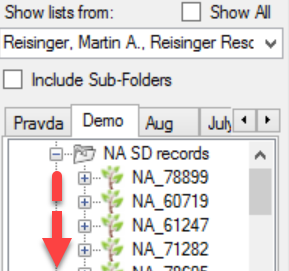 Show lists from: Show All
Reisinger, Martin A., Reisinger Resc
Include Sub-Folders
Pravda Demo Aug July
NA SD records
NA_78899
NA_60719
NA_61247
NA_71282